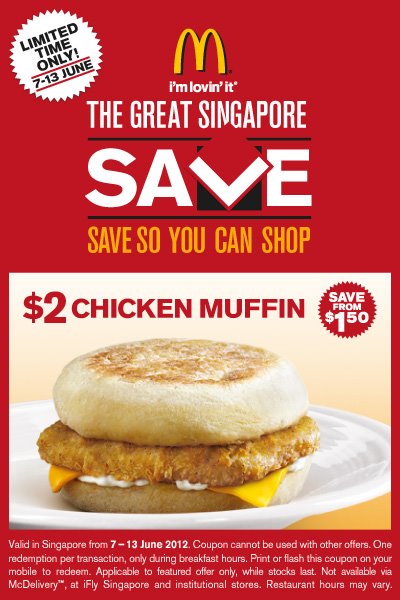 LIMITED
TIME
ONLY!
7-13 JUNE
M
i'm lovin' it®
THE GREAT SINGAPORE
SAVE
SAVE SO YOU CAN SHOP
$2 CHICKEN MUFFIN
SAVE
FROM
$1.50
Valid in Singapore from 7 – 13 June 2012. Coupon cannot be used with other offers. One
redemption per transaction, only during breakfast hours. Print or flash this coupon on your
mobile to redeem. Applicable to featured offer only, while stocks last. Not available via
McDelivery™, at iFly Singapore and institutional stores. Restaurant hours may vary.